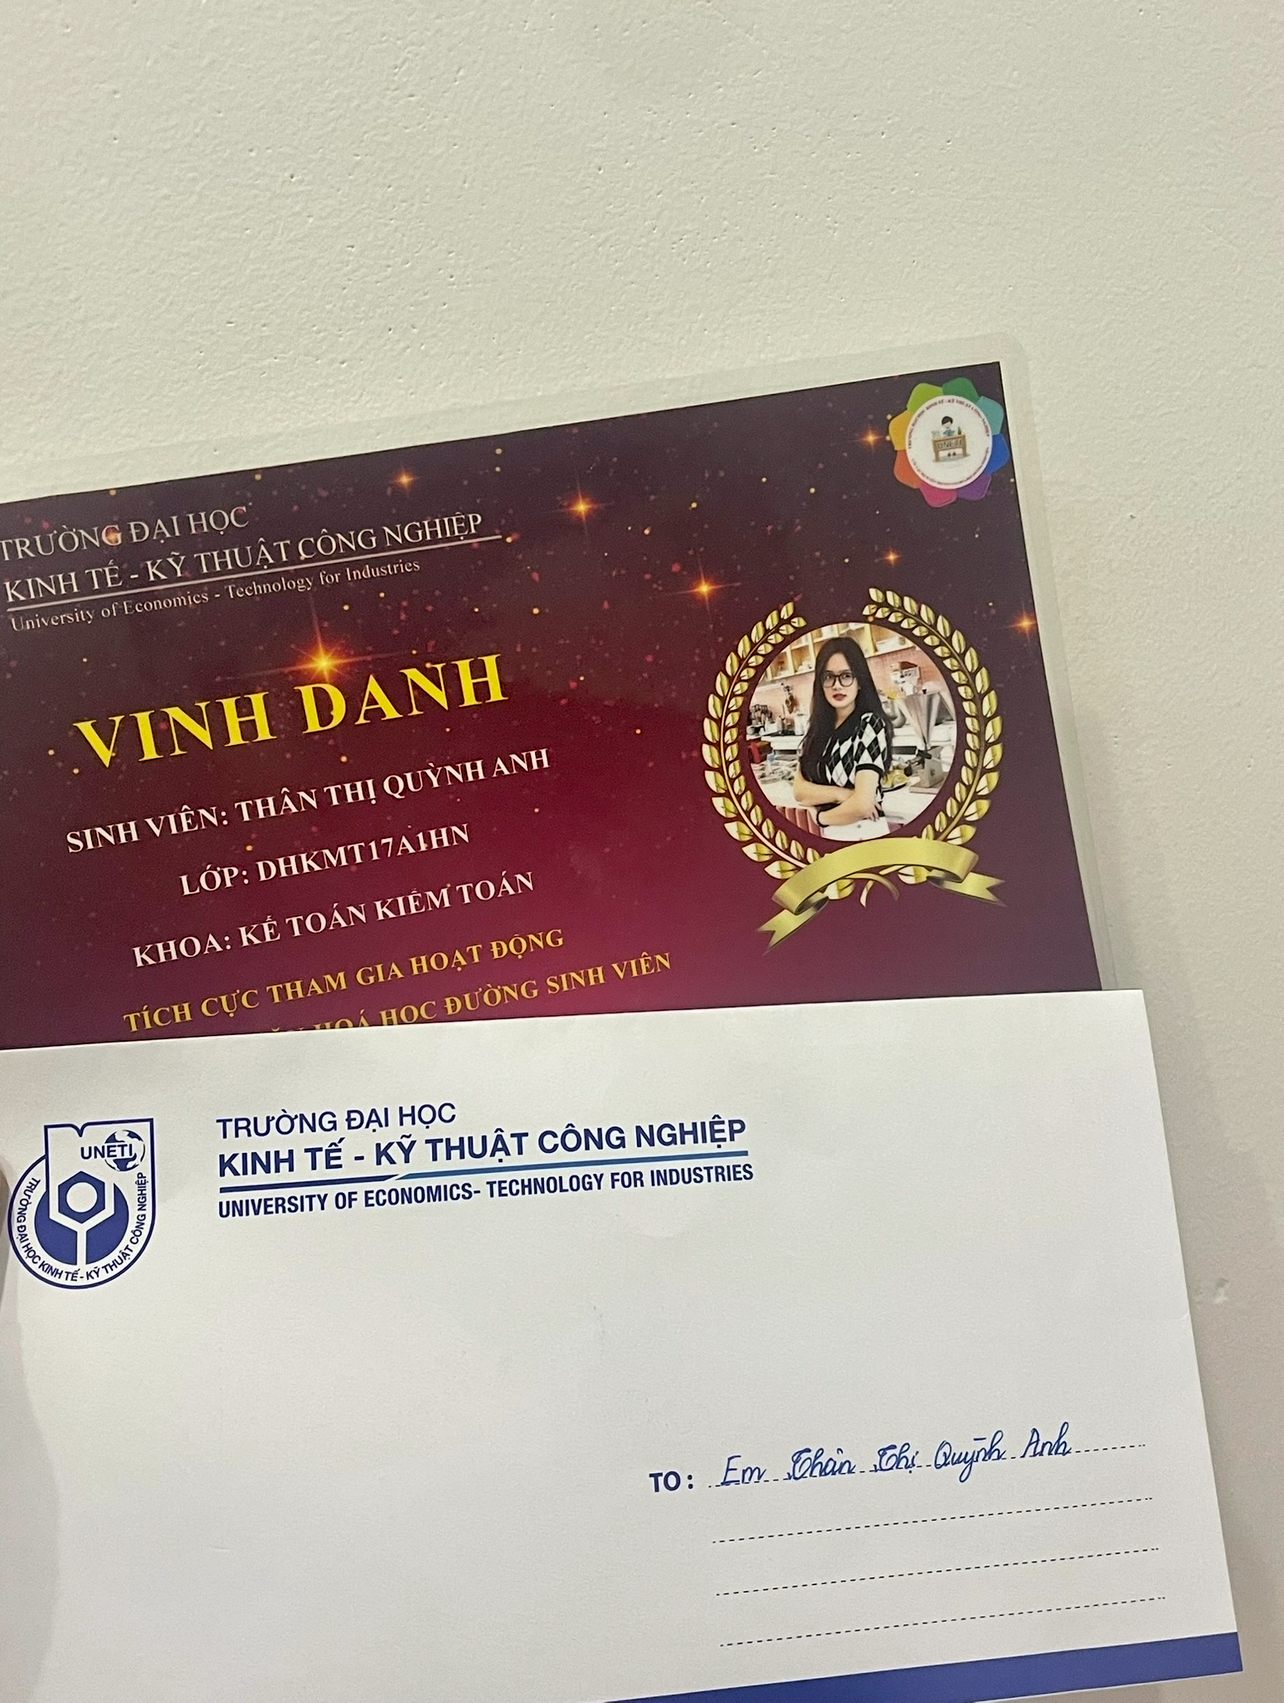 TRƯỜNG ĐẠI HỌC
KINH TẾ - KỸ THUẬT CÔNG NGHIỆP
University of Economics - Technology for Industries
VINH DANH
SINH VIÊN: THÂN THỊ QUỲNH ANH
LỚP: DHKMT17A1HN
KHOA: KẾ TOÁN KIỂM TOÁN
TÍCH CỰC THAM GIA HOẠT ĐỘNG
HOÁ HỌC ĐƯỜNG SINH VIÊN
UNETI
UNETI
TRƯỜNG ĐẠI HỌC KINH TẾ - KỸ THUẬT CÔNG NGHIỆP
TRƯỜNG ĐẠI HỌC
KINH TẾ - KỸ THUẬT CÔNG NGHIỆP
UNIVERSITY OF ECONOMICS- TECHNOLOGY FOR INDUSTRIES
TO: Em Thân Thị Quỳnh Anh